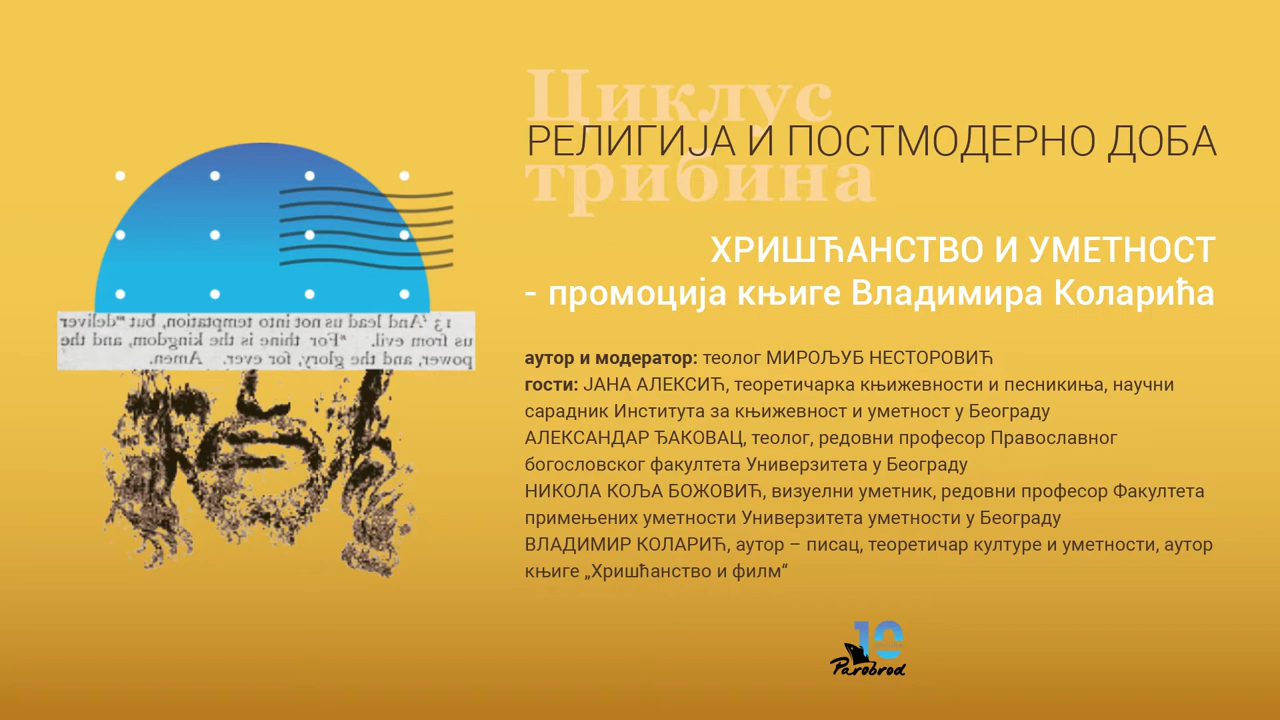 Циклус
РЕЛИГИЈА И ПОСТМОДЕРНО ДОБА
трибина
ХРИШЋАНСТВО И УМЕТНОСТ
- промоција књиге Владимира Коларића
13 'And lead us not into temptation, but "deliver
us from evil. "For thine is the kingdom, and the
power, and the glory, for ever. Amen.
аутор и модератор: теолог МИРОЉУБ НЕСТОРОВИЋ
гости: ЈАНА АЛЕКСИЋ, теоретичарка књижевности и песникиња, научни
сарадник Института за књижевност и уметност у Београду
АЛЕКСАНДАР ЂАКОВАЦ, теолог, редовни професор Православног
богословског факултета Универзитета у Београду
НИКОЛА КОЉА БОЖОВИЋ, визуелни уметник, редовни професор Факултета
примењених уметности Универзитета уметности у Београду
ВЛАДИМИР КОЛАРИЋ, аутор – писац, теоретичар културе и уметности, аутор
књиге „Хришћанство и филм“
10
Parobrod